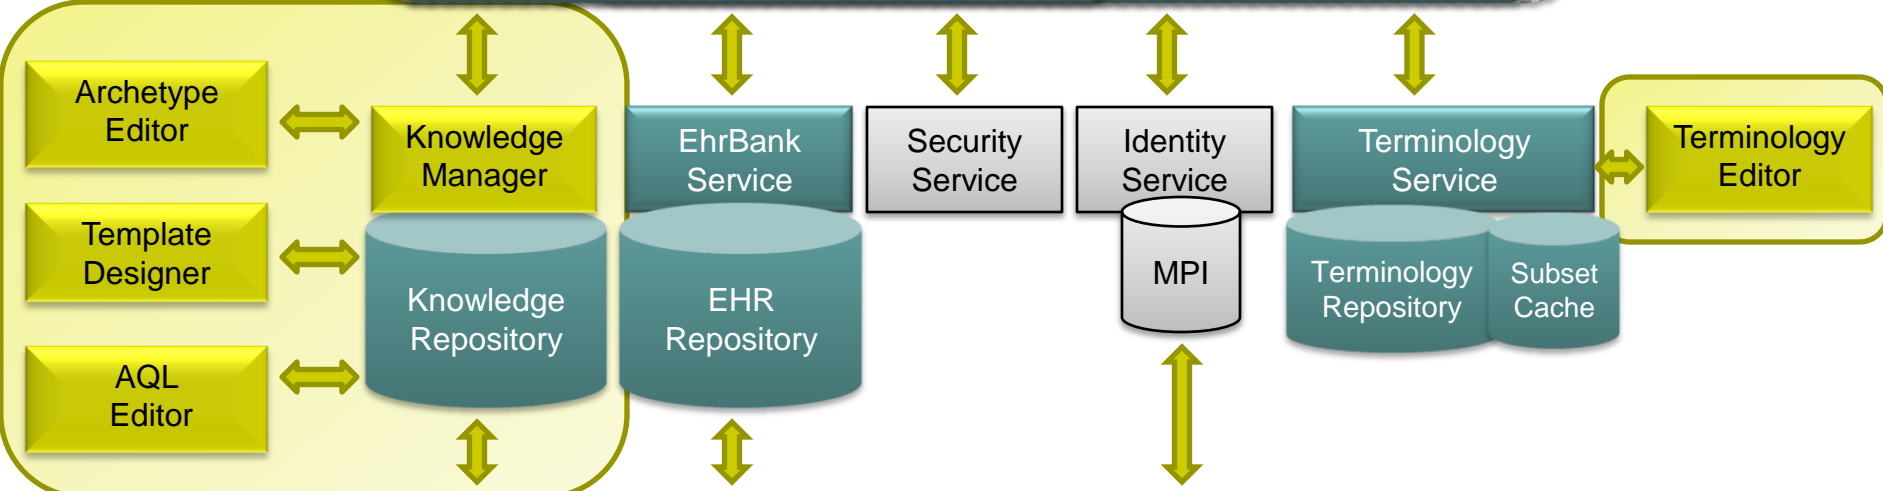 Archetype
Editor
Knowledge
Manager
EhrBank
Service
Security
Service
Identity
Service
Terminology
Service
Terminology
Editor
Template
Designer
Knowledge
Repository
EHR
Repository
MPI
Terminology
Repository
Subset
Cache
AQL
Editor